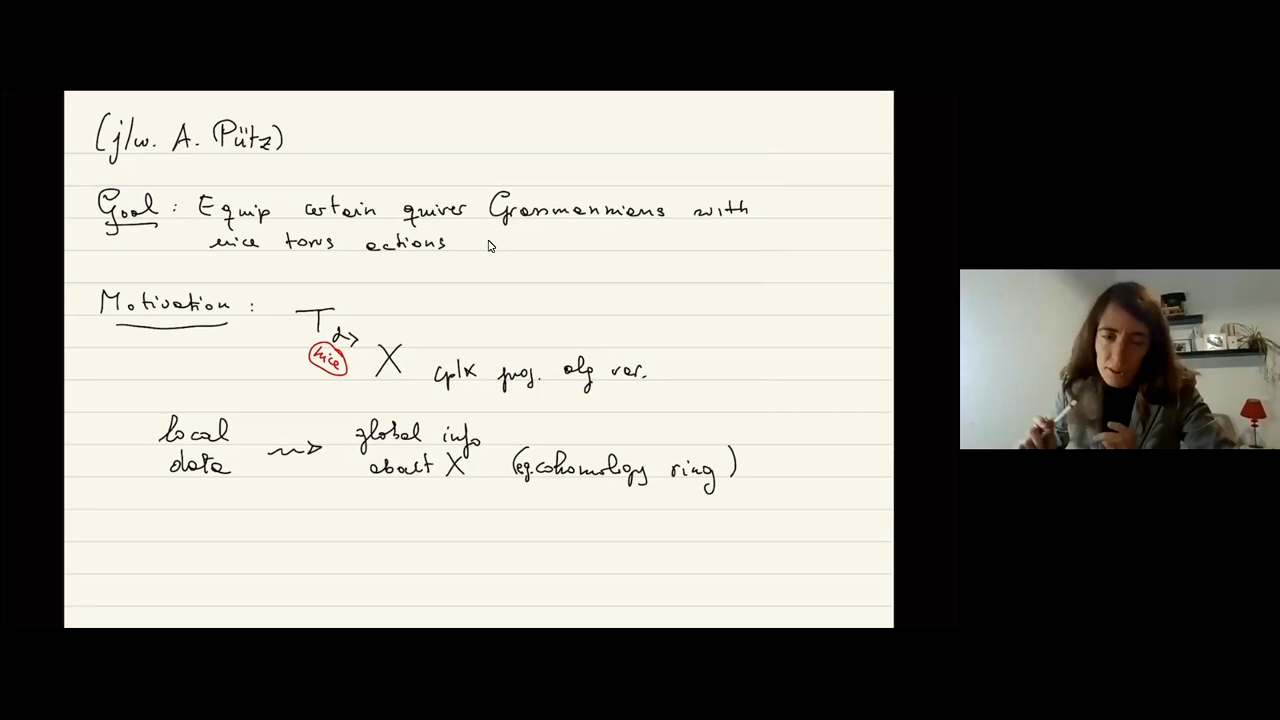 (j/w. A. Pütz)
Goal: Equip certain quiver Grassmannians with
nice torus actions
Motivation:
T
nice
X cplx proj. alg var.
local global info
data about X (eg. cohomology ring)